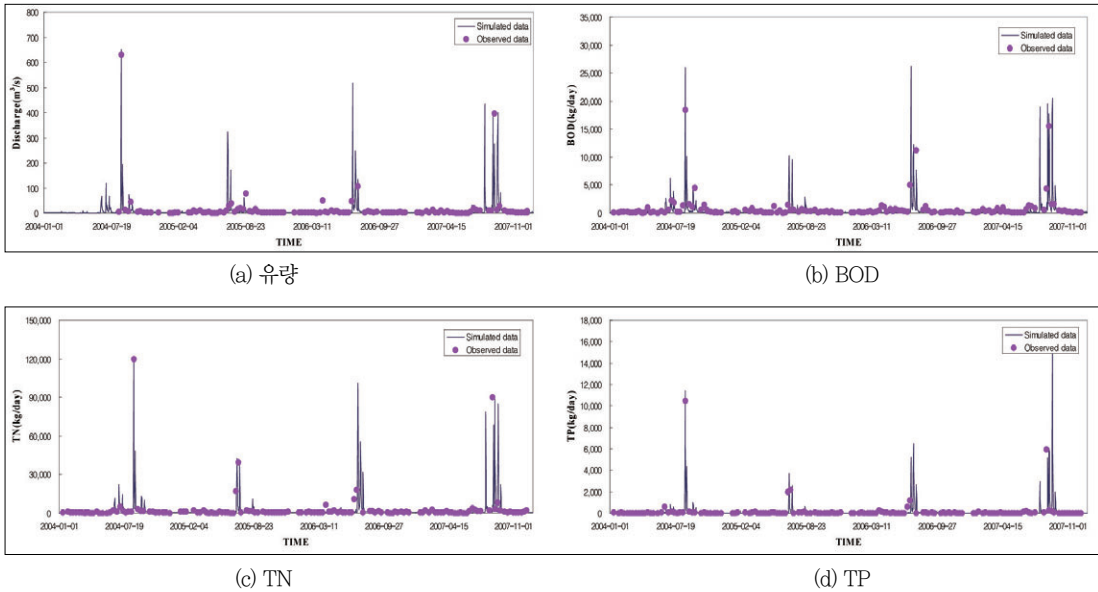 800
700
600
500
400
300
200
100
0
Discharge(m³/s)
Simulated data
Observed data
2004-01-01 2004-07-19 2005-02-04 2005-08-23 2006-03-11 2006-09-27 2007-04-15 2007-11-01
TIME
(a) 유량
35,000
30,000
25,000
20,000
15,000
10,000
5,000
0
BOD(kg/day)
Simulated data
Observed data
2004-01-01 2004-07-19 2005-02-04 2005-08-23 2006-03-11 2006-09-27 2007-04-15 2007-11-01
TIME
(b) BOD
150,000
120,000
90,000
60,000
30,000
0
TN(kg/day)
Simulated data
Observed data
2004-01-01 2004-07-19 2005-02-04 2005-08-23 2006-03-11 2006-09-27 2007-04-15 2007-11-01
TIME
(c) TN
18,000
16,000
14,000
12,000
10,000
8,000
6,000
4,000
2,000
0
TP(kg/day)
Simulated data
Observed data
2004-01-01 2004-07-19 2005-02-04 2005-08-23 2006-03-11 2006-09-27 2007-04-15 2007-11-01
TIME
(d) TP